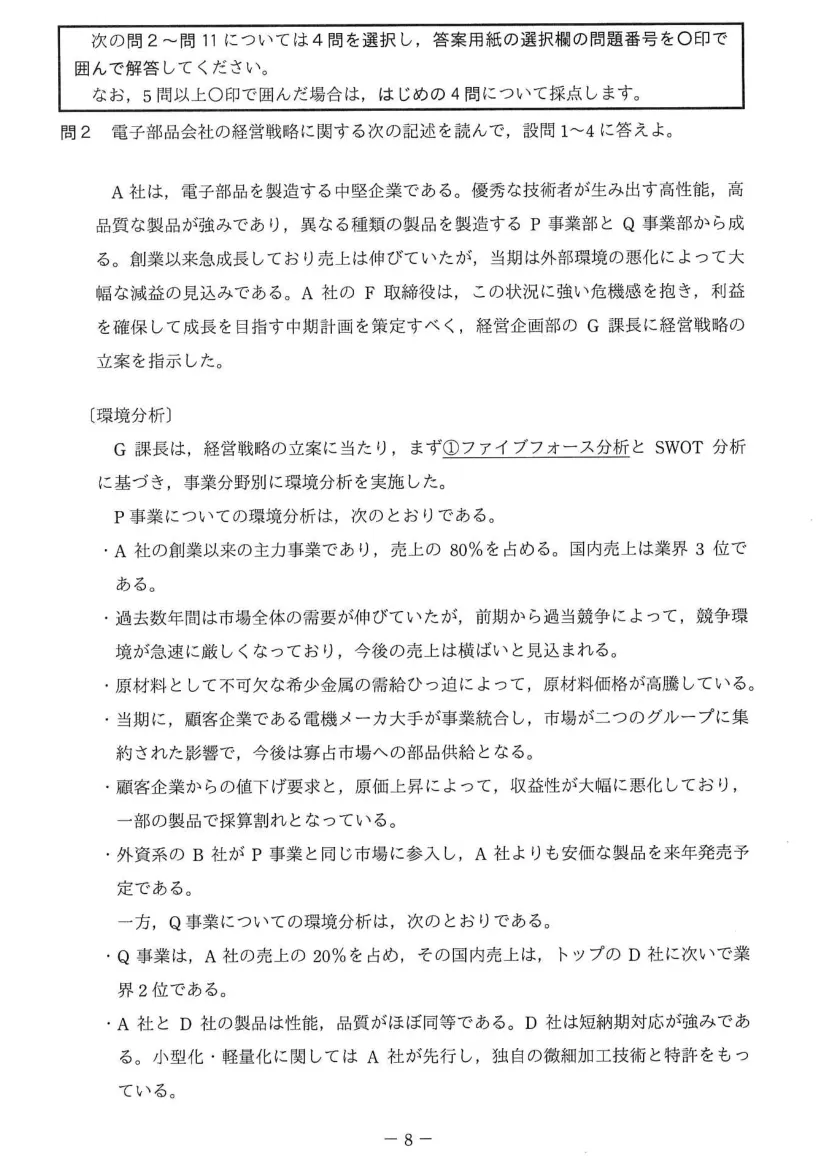 次の問2~問11については4問を選択し，答案用紙の選択欄の問題番号を〇印で
囲んで解答してください。
なお，5問以上〇印で囲んだ場合は，はじめの4問について採点します。
問2 電子部品会社の経営戦略に関する次の記述を読んで，設問1~4に答えよ。
A社は，電子部品を製造する中堅企業である。優秀な技術者が生み出す高性能，高
品質な製品が強みであり，異なる種類の製品を製造する P 事業部と Q 事業部から成
る。創業以来急成長しており売上は伸びていたが，当期は外部環境の悪化によって大
幅な減益の見込みである。A 社の F 取締役は，この状況に強い危機感を抱き，利益
を確保して成長を目指す中期計画を策定すべく，経営企画部の G 課長に経営戦略の
立案を指示した。
〔環境分析〕
G 課長は，経営戦略の立案に当たり，まず①ファイブフォース分析と SWOT 分析
に基づき，事業分野別に環境分析を実施した。
P事業についての環境分析は，次のとおりである。
・A 社の創業以来の主力事業であり，売上の 80%を占める。国内売上は業界 3 位で
ある。
・過去数年間は市場全体の需要が伸びていたが，前期から過当競争によって，競争環
境が急速に厳しくなっており，今後の売上は横ばいと見込まれる。
・原材料として不可欠な希少金属の需給ひっ迫によって，原材料価格が高騰している。
・当期に，顧客企業である電機メーカ大手が事業統合し，市場が二つのグループに集
約された影響で，今後は寡占市場への部品供給となる。
・顧客企業からの値下げ要求と，原価上昇によって，収益性が大幅に悪化しており，
一部の製品で採算割れとなっている。
・外資系の B 社が P 事業と同じ市場に参入し，A 社よりも安価な製品を来年発売予
定である。
一方，Q事業についての環境分析は，次のとおりである。
・Q 事業は，A 社の売上の 20%を占め，その国内売上は，トップの D 社に次いで業
界2位である。
・A 社と D 社の製品は性能，品質がほぼ同等である。D 社は短納期対応が強みであ
る。小型化・軽量化に関しては A 社が先行し，独自の微細加工技術と特許をもっ
ている。
－ 8 －